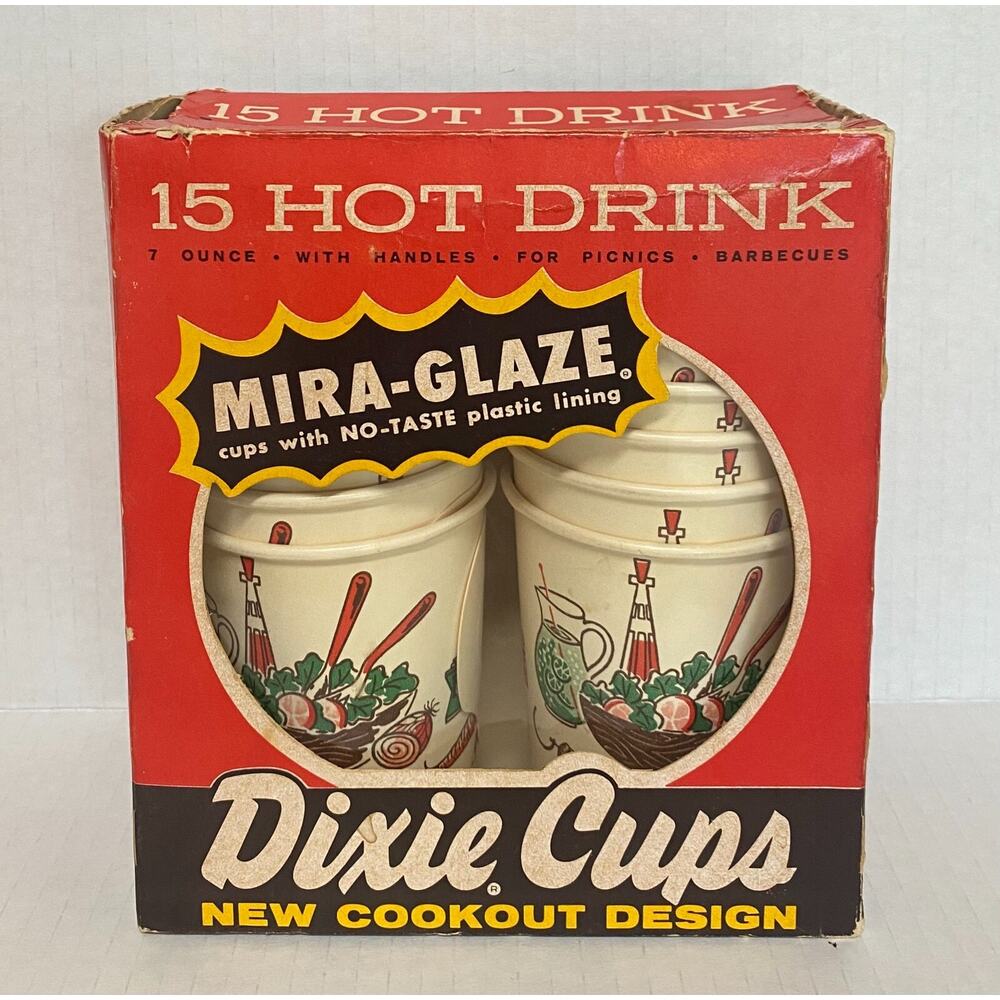 15 HOT DRINK
15 HOT DRINK
7 OUNCE • WITH HANDLES • FOR PICNICS • BARBECUES
MIRA-GLAZE®
cups with NO-TASTE plastic lining
Dixie® Cups
NEW COOKOUT DESIGN